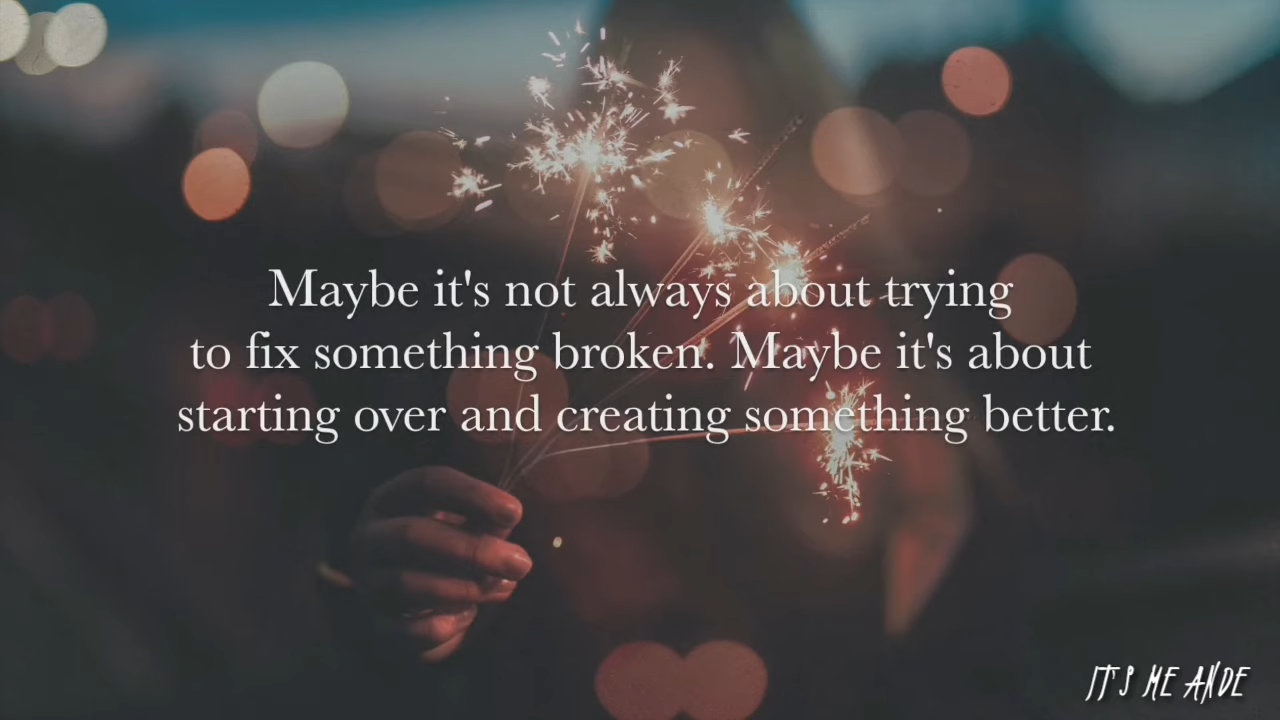 Maybe it's not always about trying
to fix something broken. Maybe it's about
starting over and creating something better.
IT'S ME ANDE